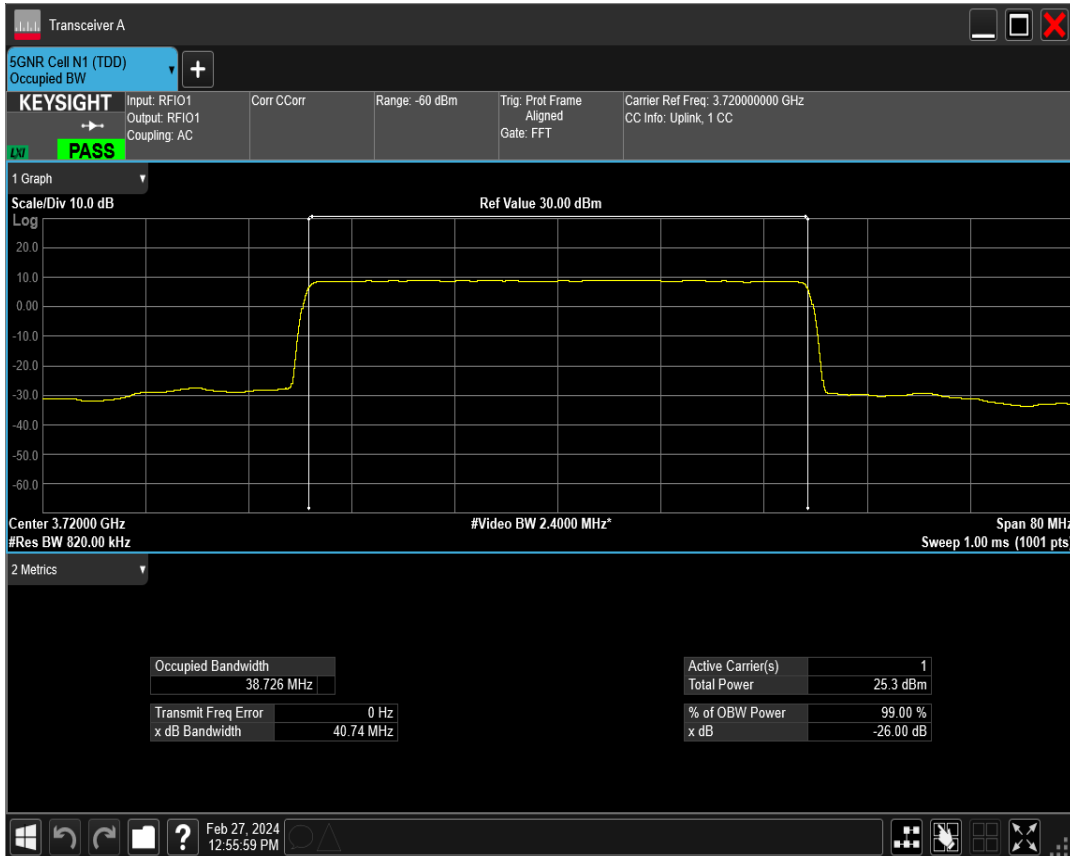 Transceiver A
5GNR Cell N1 (TDD)
Occupied BW
+
KEYSIGHT
LXI
PASS
Input: RFIO1
Output: RFIO1
Coupling: AC
Corr CCorr
Range: -60 dBm
Trig: Prot Frame
Aligned
Gate: FFT
Carrier Ref Freq: 3.720000000 GHz
CC Info: Uplink, 1 CC
1 Graph
Scale/Div 10.0 dB
Ref Value 30.00 dBm
Log
20.0
10.0
0.00
-10.0
-20.0
-30.0
-40.0
-50.0
-60.0
Center 3.72000 GHz
#Video BW 2.4000 MHz*
Span 80 MHz
#Res BW 820.00 kHz
Sweep 1.00 ms (1001 pts)
2 Metrics
Occupied Bandwidth
38.726 MHz
Transmit Freq Error 0 Hz
x dB Bandwidth 40.74 MHz
Active Carrier(s) 1
Total Power 25.3 dBm
% of OBW Power 99.00 %
x dB -26.00 dB
?
Feb 27, 2024
12:55:59 PM